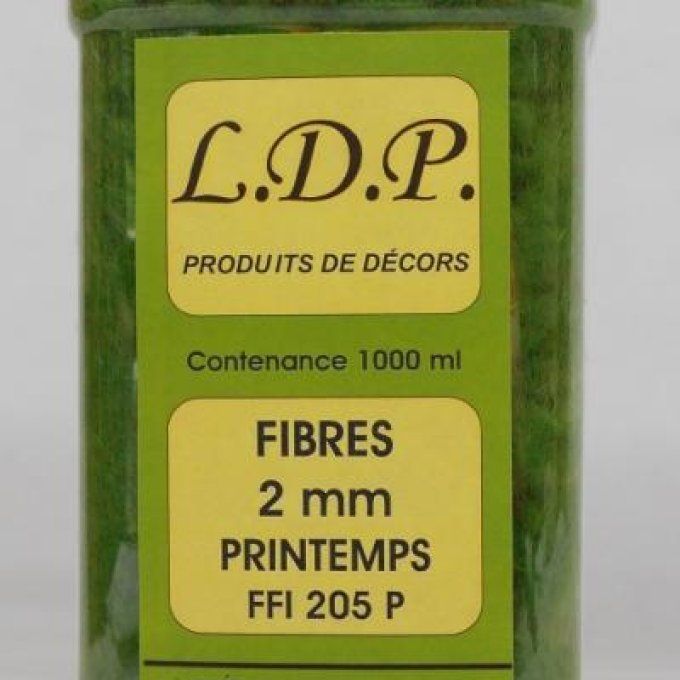 L.D.P.
PRODUITS DE DÉCORS
Contenance 1000 ml
FIBRES
2 mm
PRINTEMPS
FFI 205 P